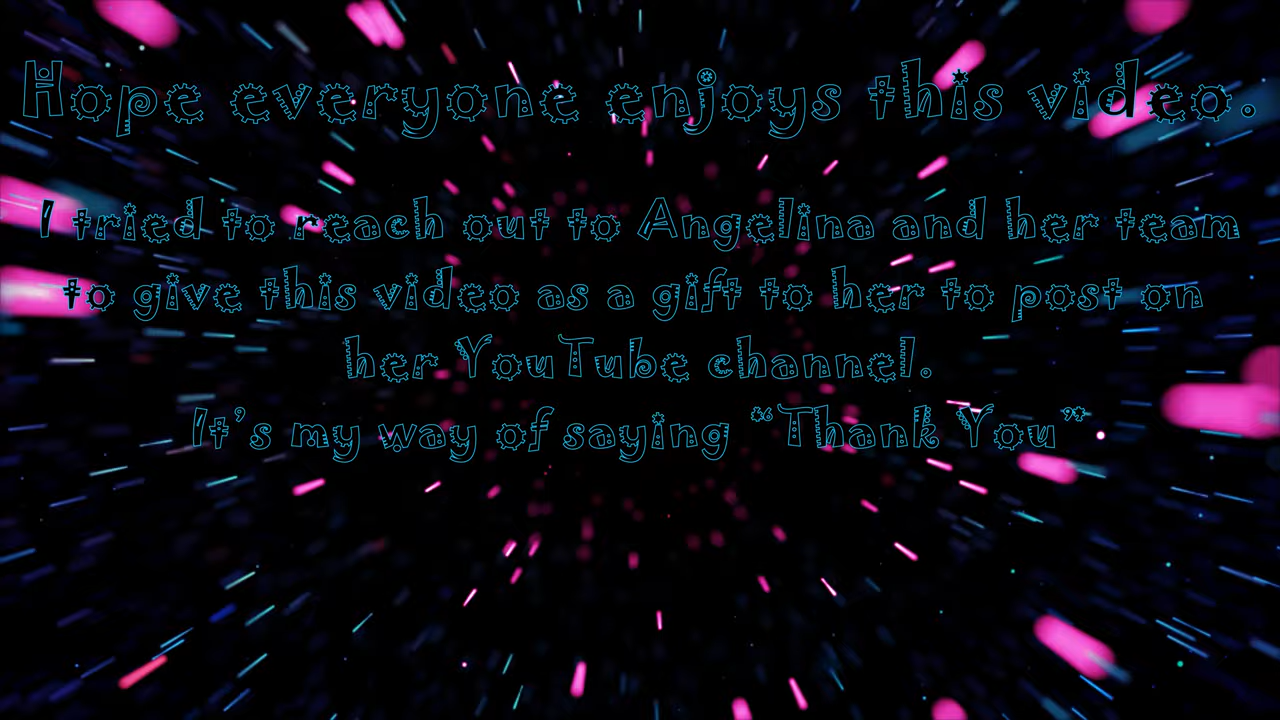 Hope everyone enjoys this video.
I tried to reach out to Angelina and her team
to give this video as a gift to her to post on
her YouTube channel.
It’s my way of saying “Thank You”